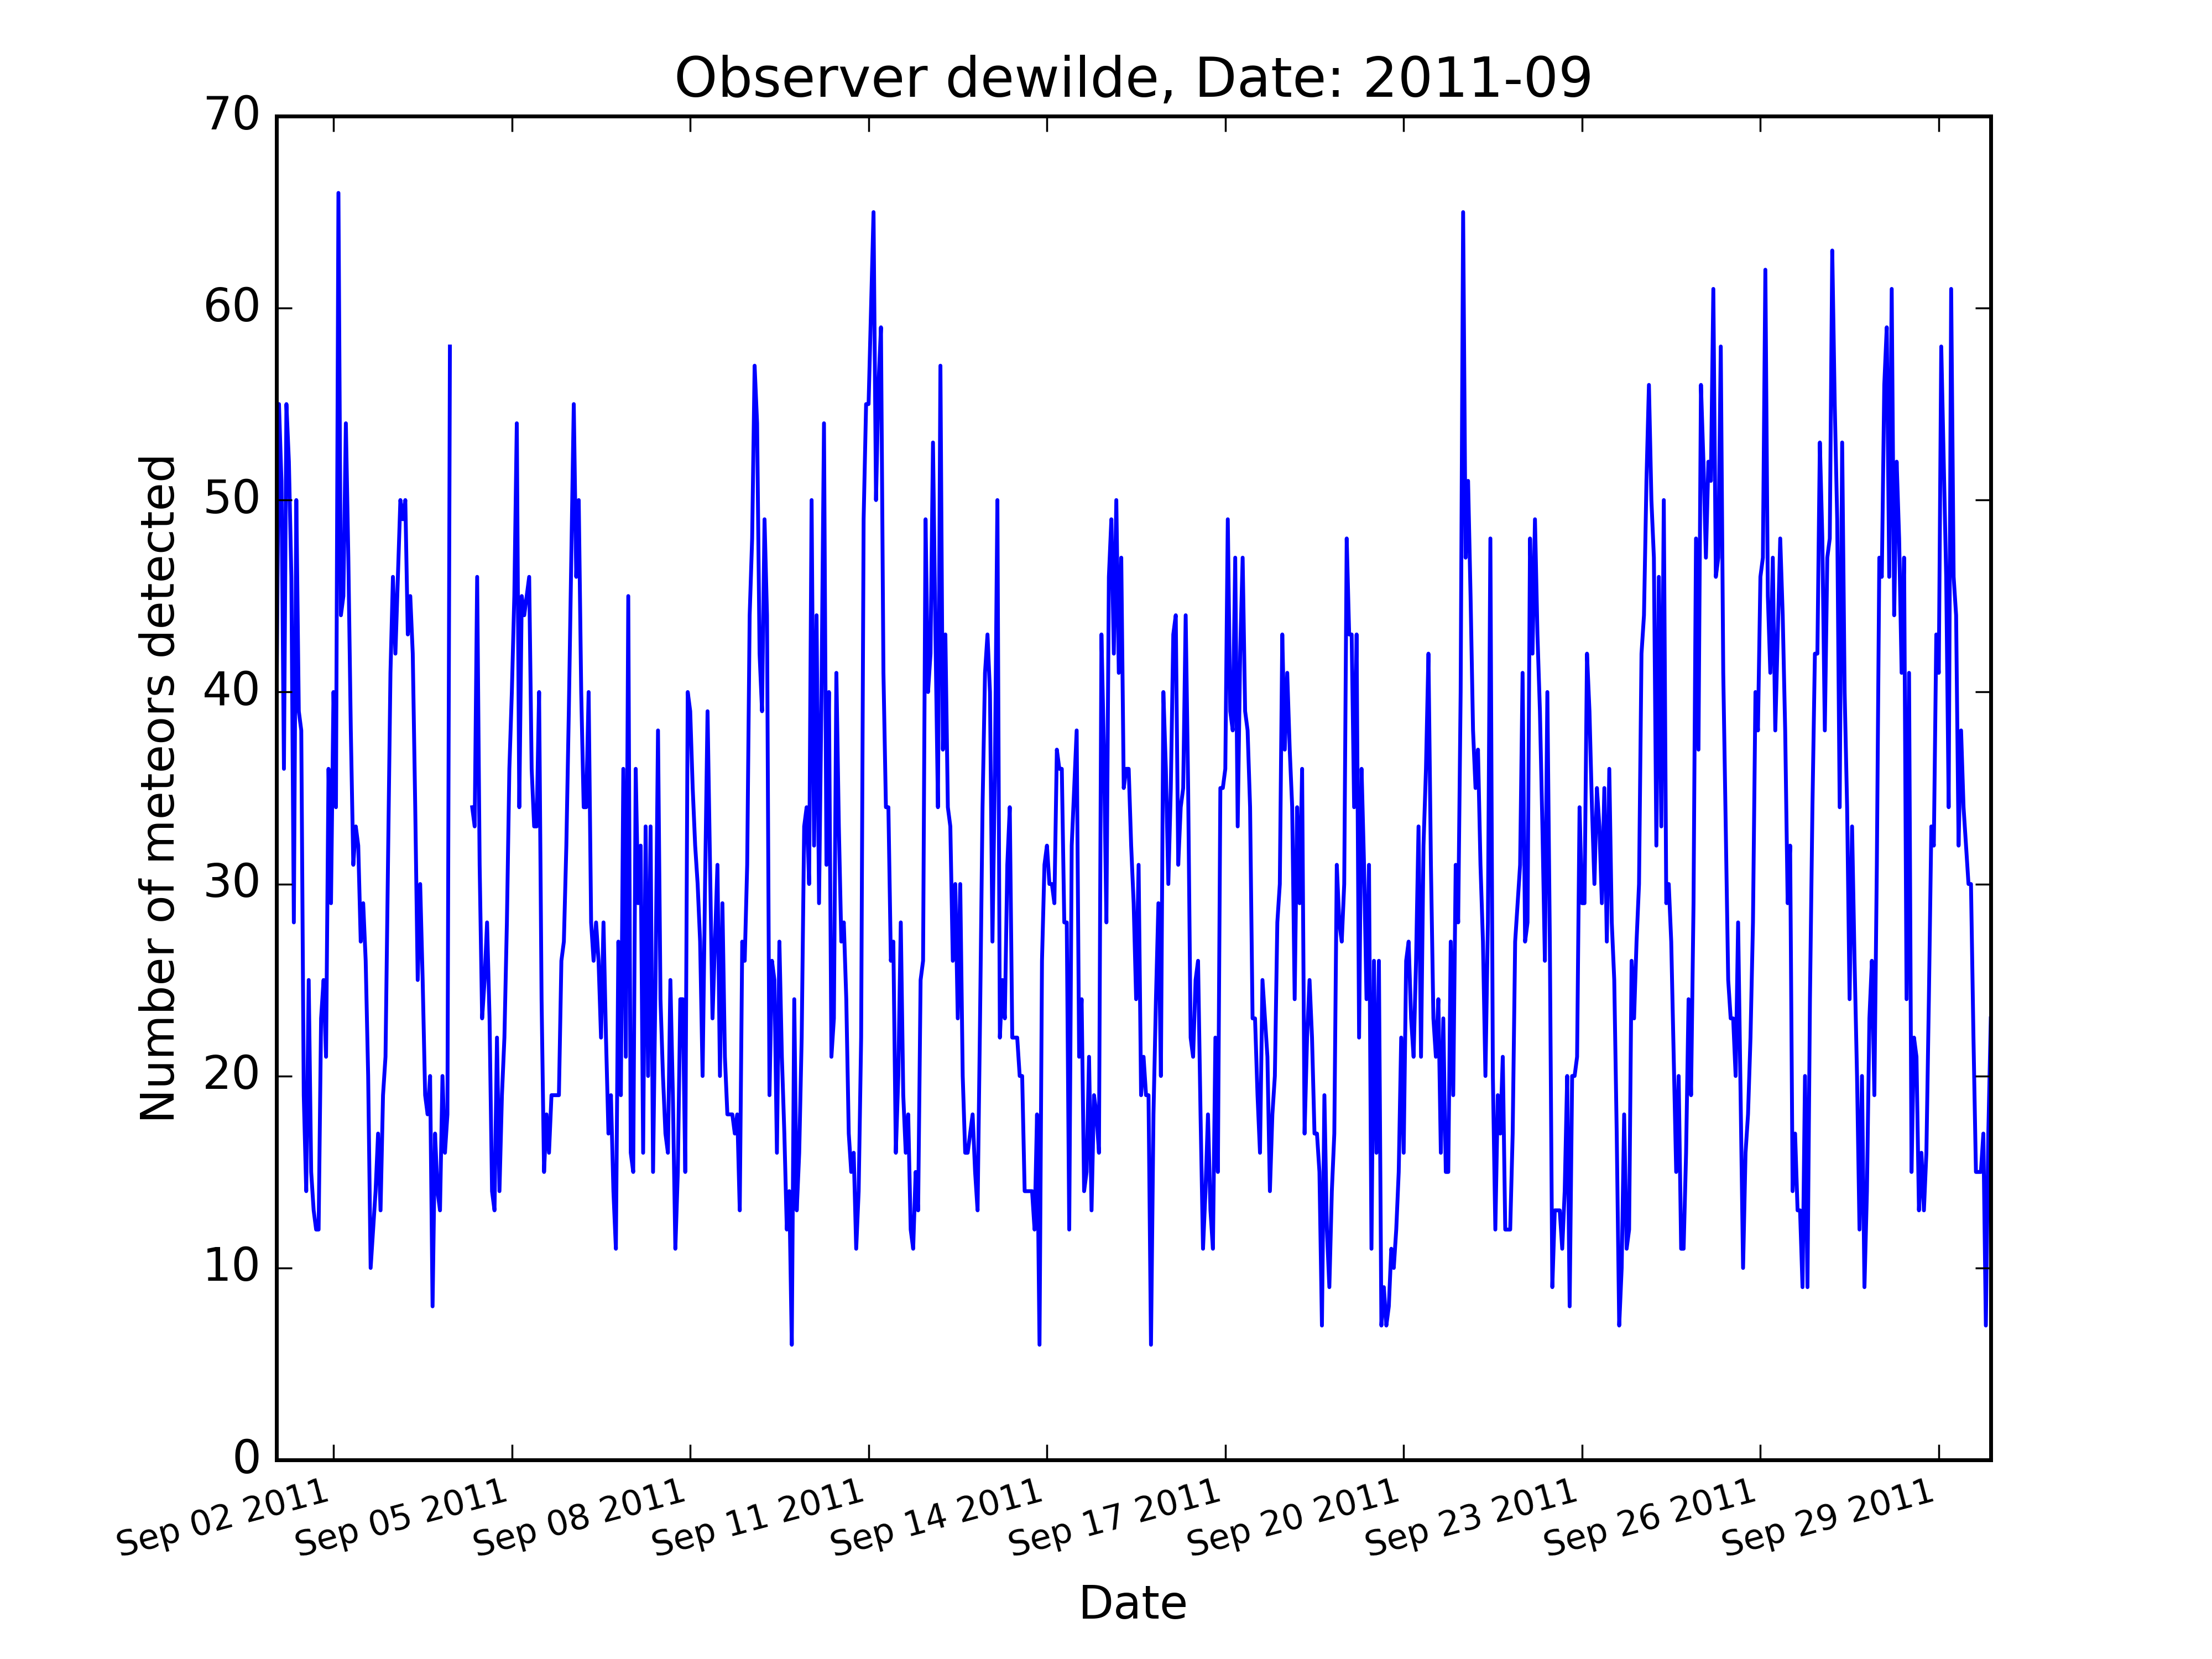 Observer dewilde, Date: 2011-09
70
60
50
40
30
20
10
0
Number of meteors detected
Sep 02 2011
Sep 05 2011
Sep 08 2011
Sep 11 2011
Sep 14 2011
Sep 17 2011
Sep 20 2011
Sep 23 2011
Sep 26 2011
Sep 29 2011
Date